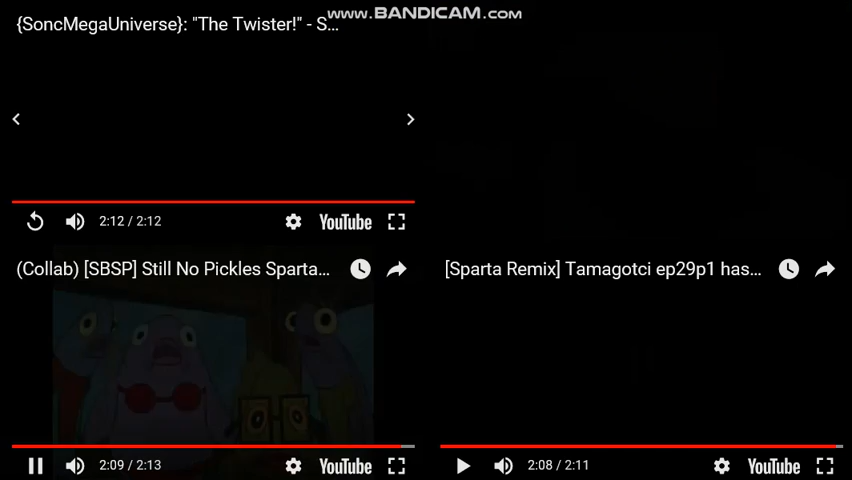 www.BANDICAM.com
{SoncMegaUniverse}: "The Twister!" - S...
2:12 / 2:12
YouTube
(Collab) [SBSP] Still No Pickles Sparta...
[Sparta Remix] Tamagotci ep29p1 has...
2:09 / 2:13
YouTube
2:08 / 2:11
YouTube